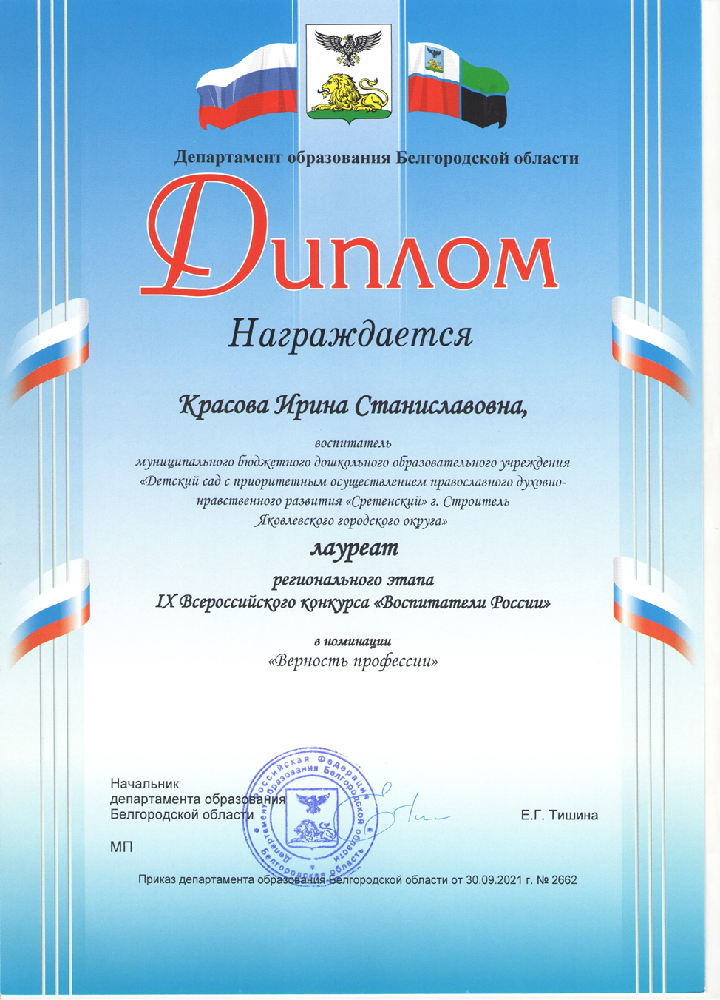 Департамент образования Белгородской области
Диплом
Награждается
Красова Ирина Станиславовна,
воспитатель
муниципального бюджетного дошкольного образовательного учреждения
«Детский сад с приоритетным осуществлением православного духовно-
нравственного развития «Сретенский» г. Строитель
Яковлевского городского округа»
лауреат
регионального этапа
IX Всероссийского конкурса «Воспитатели России»
в номинации
«Верность профессии»
Начальник
департамента образования
Белгородской области
Е.Г. Тишина
МП
Российская Федерация
Белгородская область
Департамент образования Белгородской области
Приказ департамента образования Белгородской области от 30.09.2021 г. № 2662